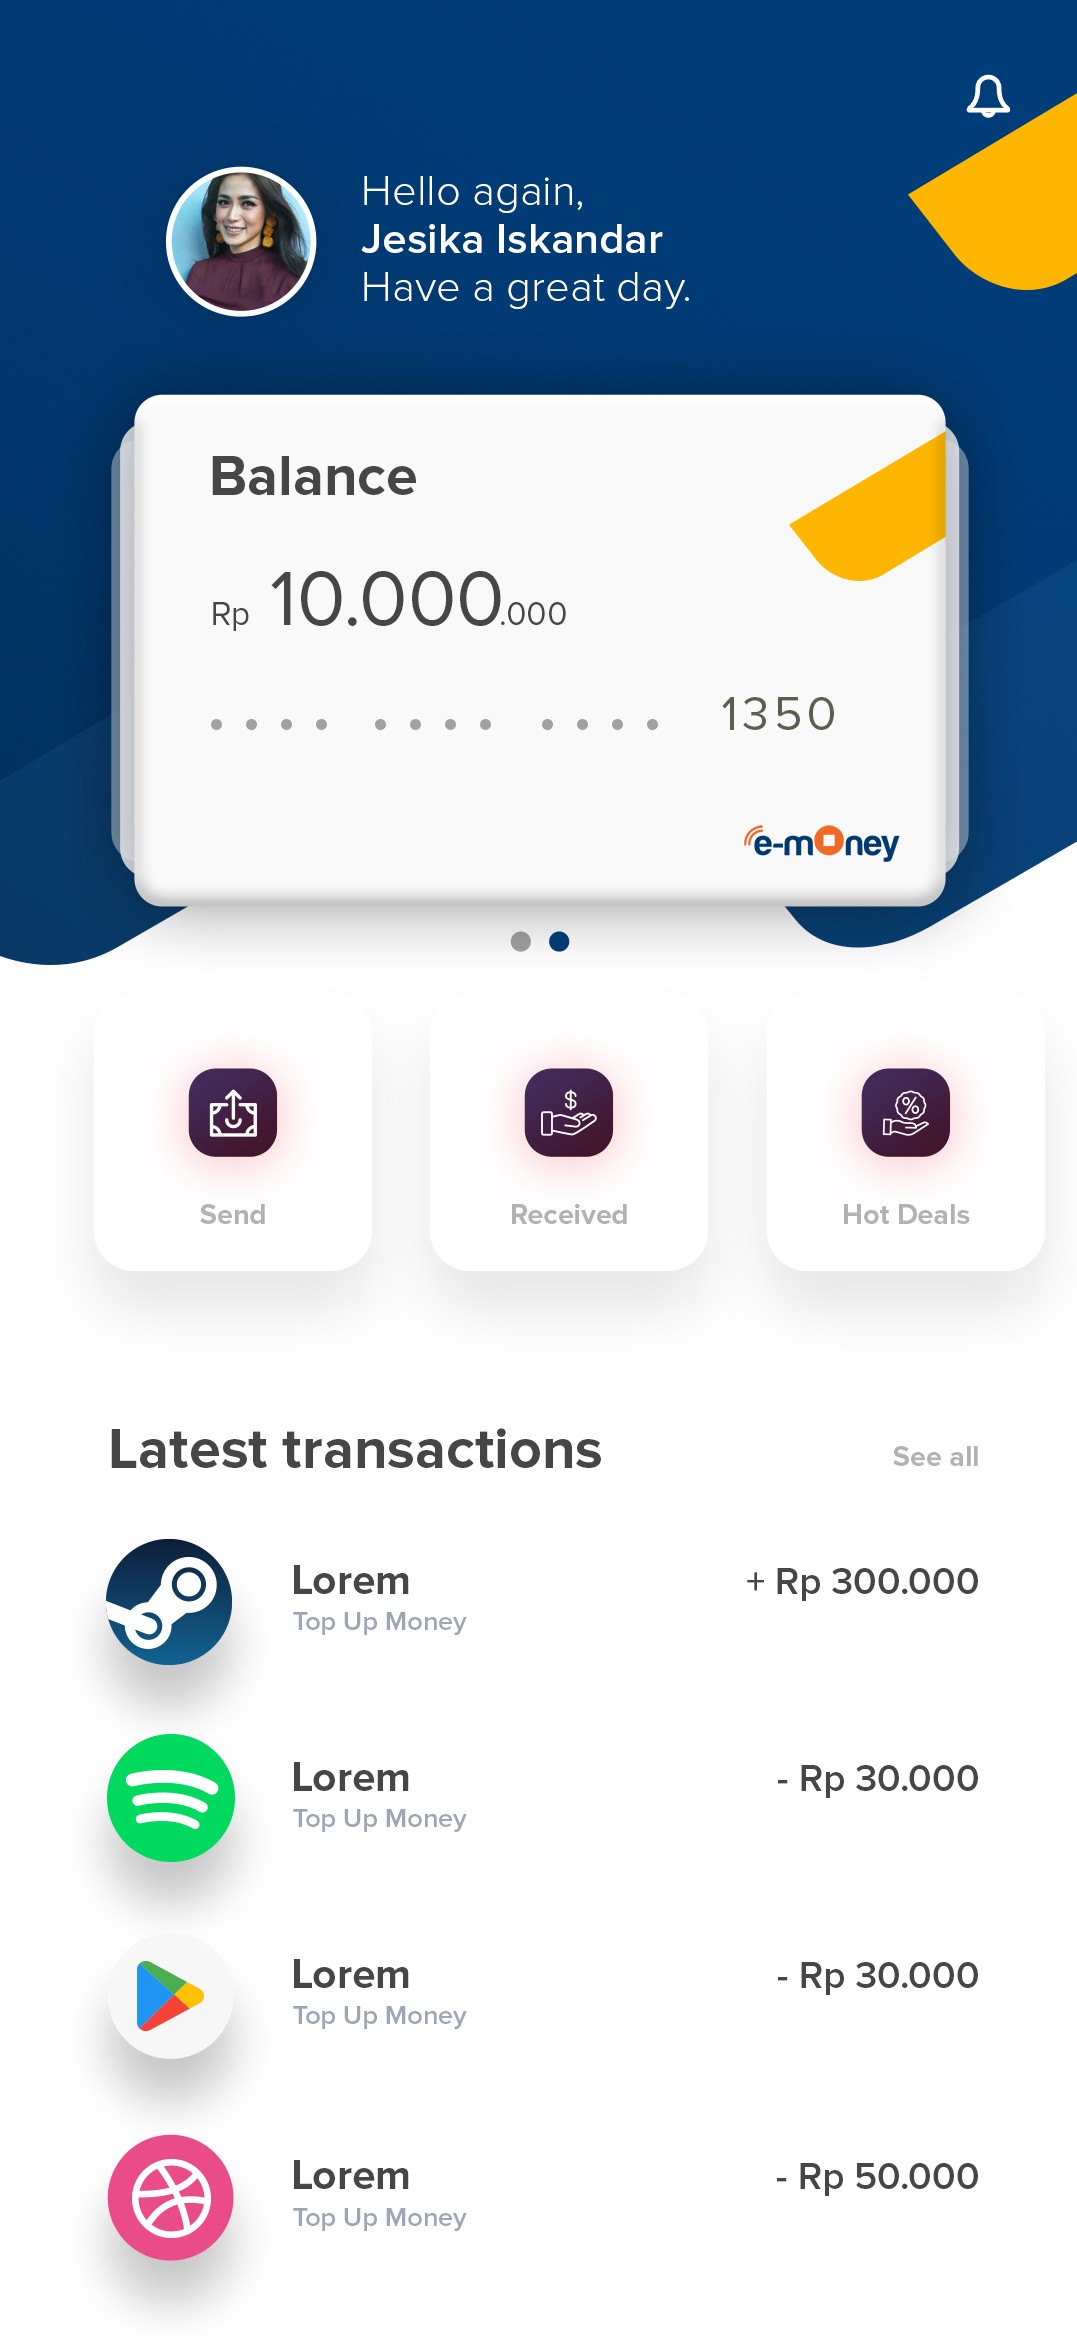 Hello again,
Jesika Iskandar
Have a great day.
Balance
Rp 10.000.000
•••• •••• •••• 1350
e-money
Send
Received
Hot Deals
Latest transactions
See all
Lorem
+ Rp 300.000
Top Up Money
Lorem
- Rp 30.000
Top Up Money
Lorem
- Rp 30.000
Top Up Money
Lorem
- Rp 50.000
Top Up Money